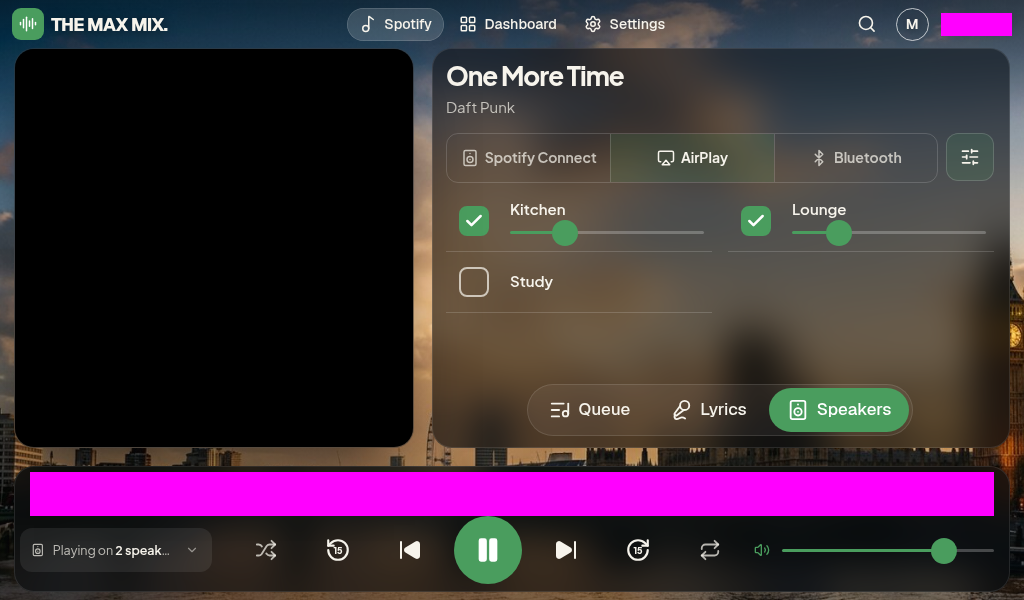 THE MAX MIX.
Spotify
Dashboard
Settings
M
One More Time
Daft Punk
Spotify Connect
AirPlay
Bluetooth
Kitchen
Lounge
Study
Queue
Lyrics
Speakers
Playing on 2 speak…
15
15